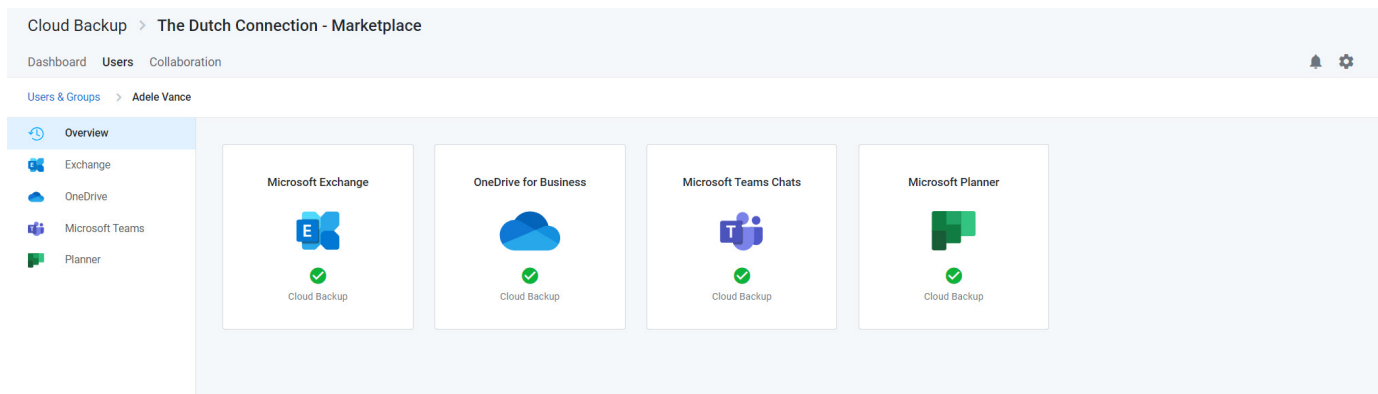 Cloud Backup > The Dutch Connection - Marketplace
Dashboard Users Collaboration
Users & Groups > Adele Vance
Overview
Exchange
OneDrive
Microsoft Teams
Planner
Microsoft Exchange
E
Cloud Backup
OneDrive for Business
Cloud Backup
Microsoft Teams Chats
T
Cloud Backup
Microsoft Planner
Cloud Backup